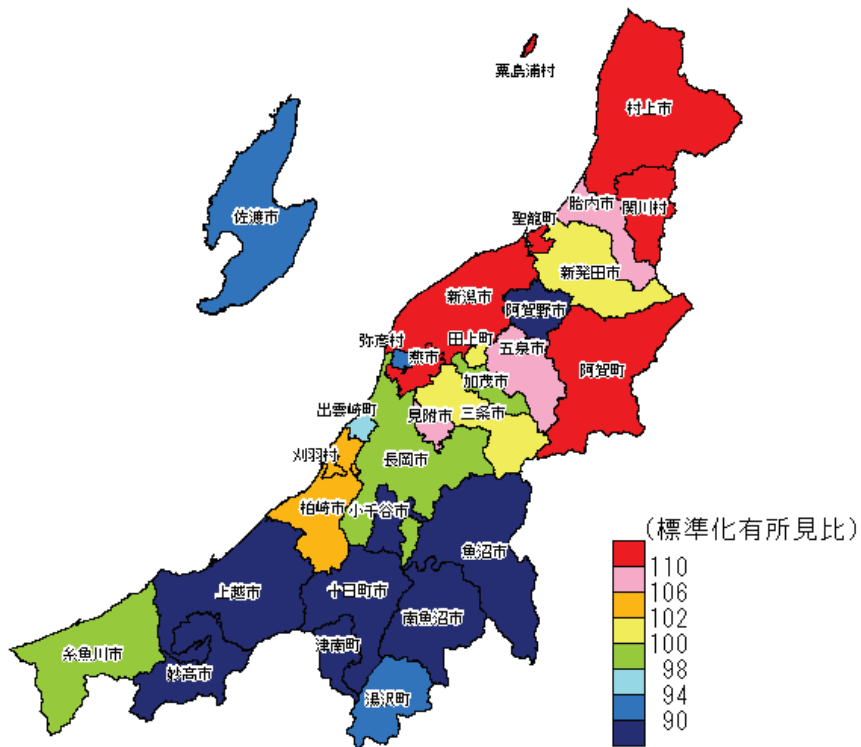 粟島浦村
村上市
胎内市
関川村
聖籠町
佐渡市
新発田市
新潟市
阿賀野市
弥彦村
燕市
田上町
五泉市
阿賀町
加茂市
出雲崎町
見附市
三条市
刈羽村
長岡市
柏崎市
小千谷市
魚沼市
上越市
十日町市
南魚沼市
糸魚川市
妙高市
津南町
湯沢町
(標準化有所見比)
110
106
102
100
98
94
90